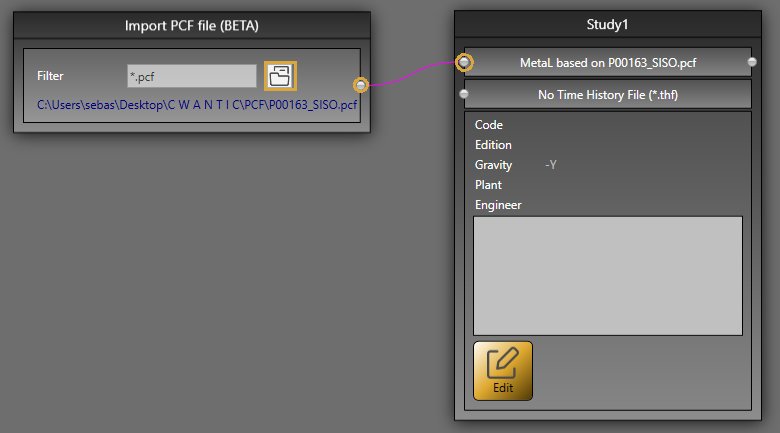 Import PCF file (BETA)
Filter
*.pcf
C:\Users\sebas\Desktop\C W A N T I C\PCF\P00163_SISO.pcf
Study1
MetaL based on P00163_SISO.pcf
No Time History File (*.thf)
Code
Edition
Gravity -Y
Plant
Engineer
Edit